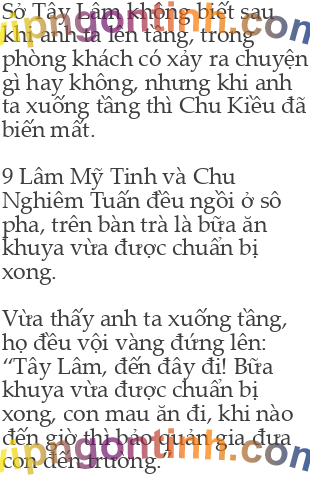 Sở Tây Lâm không biết sau
khi anh ta lên tầng, trong
phòng khách có xảy ra chuyện
gì hay không, nhưng khi anh
ta xuống tầng thì Chu Kiều đã
biến mất.
9 Lâm Mỹ Tinh và Chu
Nghiêm Tuấn đều ngồi ở sô
pha, trên bàn trà là bữa ăn
khuya vừa được chuẩn bị
xong.
Vừa thấy anh ta xuống tầng,
họ đều vội vàng đứng lên:
“Tây Lâm, đến đây đi! Bữa
khuya vừa được chuẩn bị
xong, con mau ăn đi, khi nào
đến giờ thì bảo quản gia đưa
con đến trường.
vipngontinh.com
vipngontinh.com